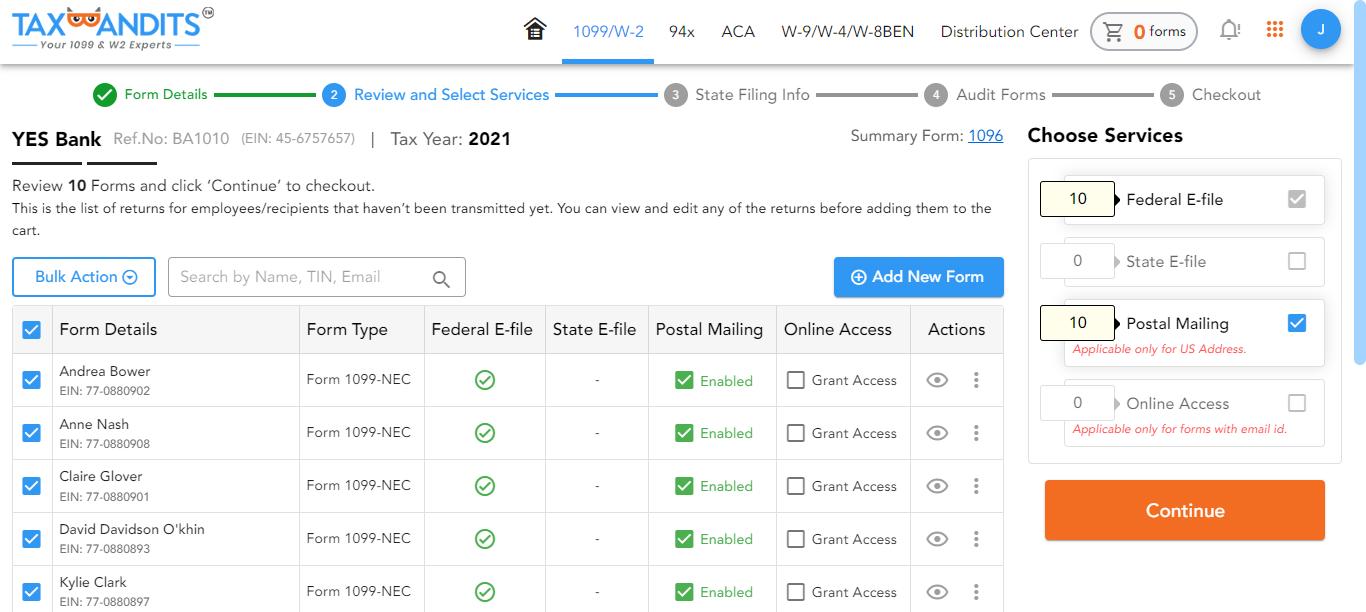 TAXBANDITS TM
Your 1099 & W2 Experts
1099/W-2 94x ACA W-9/W-4/W-8BEN Distribution Center 0 forms J
Form Details 2 Review and Select Services 3 State Filing Info 4 Audit Forms 5 Checkout
YES Bank Ref.No: BA1010 (EIN: 45-6757657) | Tax Year: 2021
Summary Form: 1096
Review 10 Forms and click ‘Continue’ to checkout.
This is the list of returns for employees/recipients that haven’t been transmitted yet. You can view and edit any of the returns before adding them to the
cart.
Bulk Action Search by Name, TIN, Email Add New Form
Form Details Form Type Federal E-file State E-file Postal Mailing Online Access Actions
Andrea Bower
EIN: 77-0880902
Form 1099-NEC - Enabled Grant Access
Anne Nash
EIN: 77-0880908
Form 1099-NEC - Enabled Grant Access
Claire Glover
EIN: 77-0880901
Form 1099-NEC - Enabled Grant Access
David Davidson O'khin
EIN: 77-0880893
Form 1099-NEC - Enabled Grant Access
Kylie Clark
EIN: 77-0880897
Form 1099-NEC - Enabled Grant Access
Choose Services
10 Federal E-file
0 State E-file
10 Postal Mailing
Applicable only for US Address.
0 Online Access
Applicable only for forms with email id.
Continue